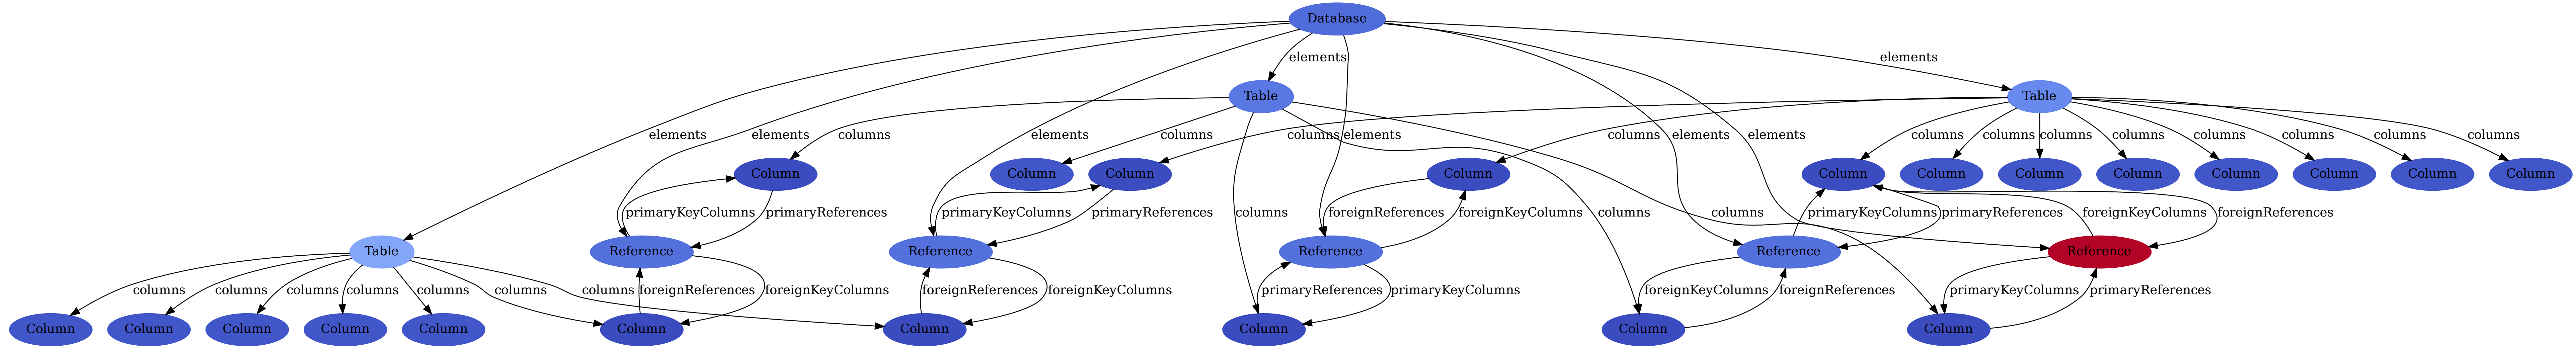 Database
elements
Table
Table
elements
elements
columns
columns
elements
columns
elements
columns
elements
elements
columns
columns
columns
columns
columns
columns
columns
columns
Column
Column
Column
Column
Column
Column
Column
Column
Column
Column
Column
Column
primaryKeyColumns
primaryReferences
primaryKeyColumns
primaryReferences
columns
foreignReferences
foreignKeyColumns
columns
columns
primaryKeyColumns
primaryReferences
foreignKeyColumns
foreignReferences
Table
Reference
Reference
Reference
Reference
Reference
columns
columns
columns
columns
columns
columns
columns
foreignReferences
foreignKeyColumns
foreignReferences
foreignKeyColumns
primaryReferences
primaryKeyColumns
foreignKeyColumns
foreignReferences
primaryKeyColumns
primaryReferences
Column
Column
Column
Column
Column
Column
Column
Column
Column
Column